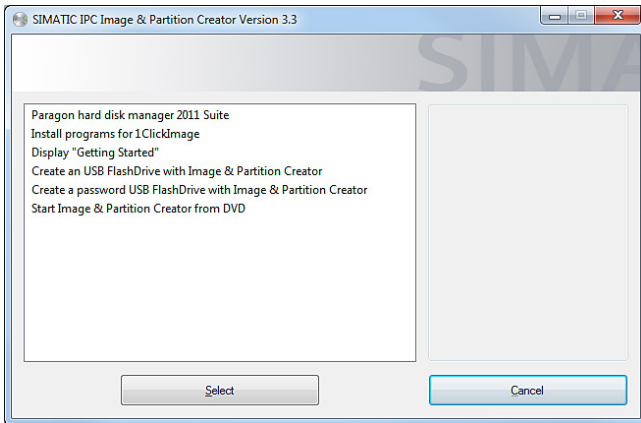 SIMATIC IPC Image & Partition Creator Version 3.3
SIMA
Paragon hard disk manager 2011 Suite
Install programs for 1ClickImage
Display "Getting Started"
Create an USB FlashDrive with Image & Partition Creator
Create a password USB FlashDrive with Image & Partition Creator
Start Image & Partition Creator from DVD
Select
Cancel